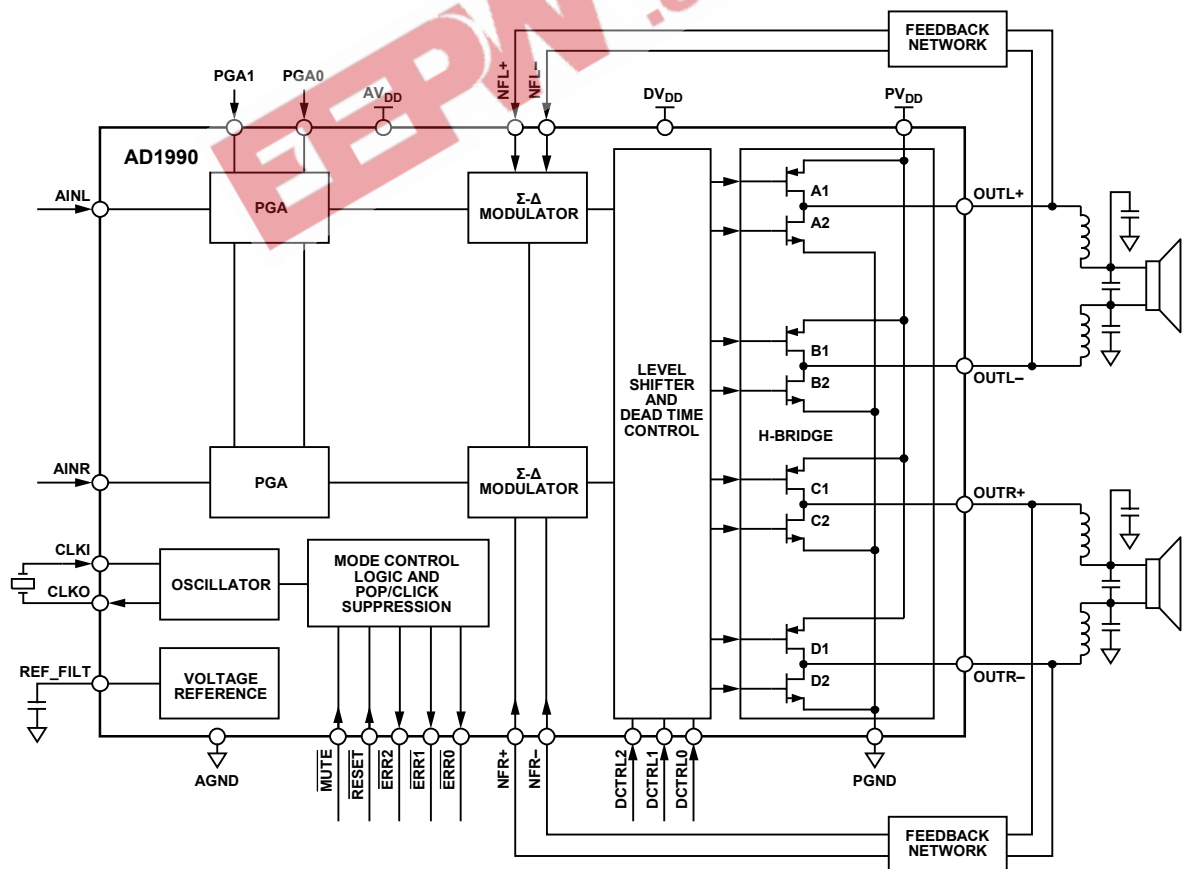 EEPW
FEEDBACK
NETWORK
PGA1
PGA0
AVDD
NFL+
NFL–
DVDD
PVDD
AD1990
AINL
PGA
Σ-Δ
MODULATOR
A1
A2
OUTL+
B1
B2
OUTL–
LEVEL
SHIFTER
AND
DEAD TIME
CONTROL
H-BRIDGE
AINR
PGA
Σ-Δ
MODULATOR
C1
C2
OUTR+
CLKI
CLKO
OSCILLATOR
MODE CONTROL
LOGIC AND
POP/CLICK
SUPPRESSION
D1
D2
OUTR–
REF_FILT
VOLTAGE
REFERENCE
AGND
MUTE
RESET
ERR2
ERR1
ERR0
NFR+
NFR–
DCTRL2
DCTRL1
DCTRL0
PGND
FEEDBACK
NETWORK